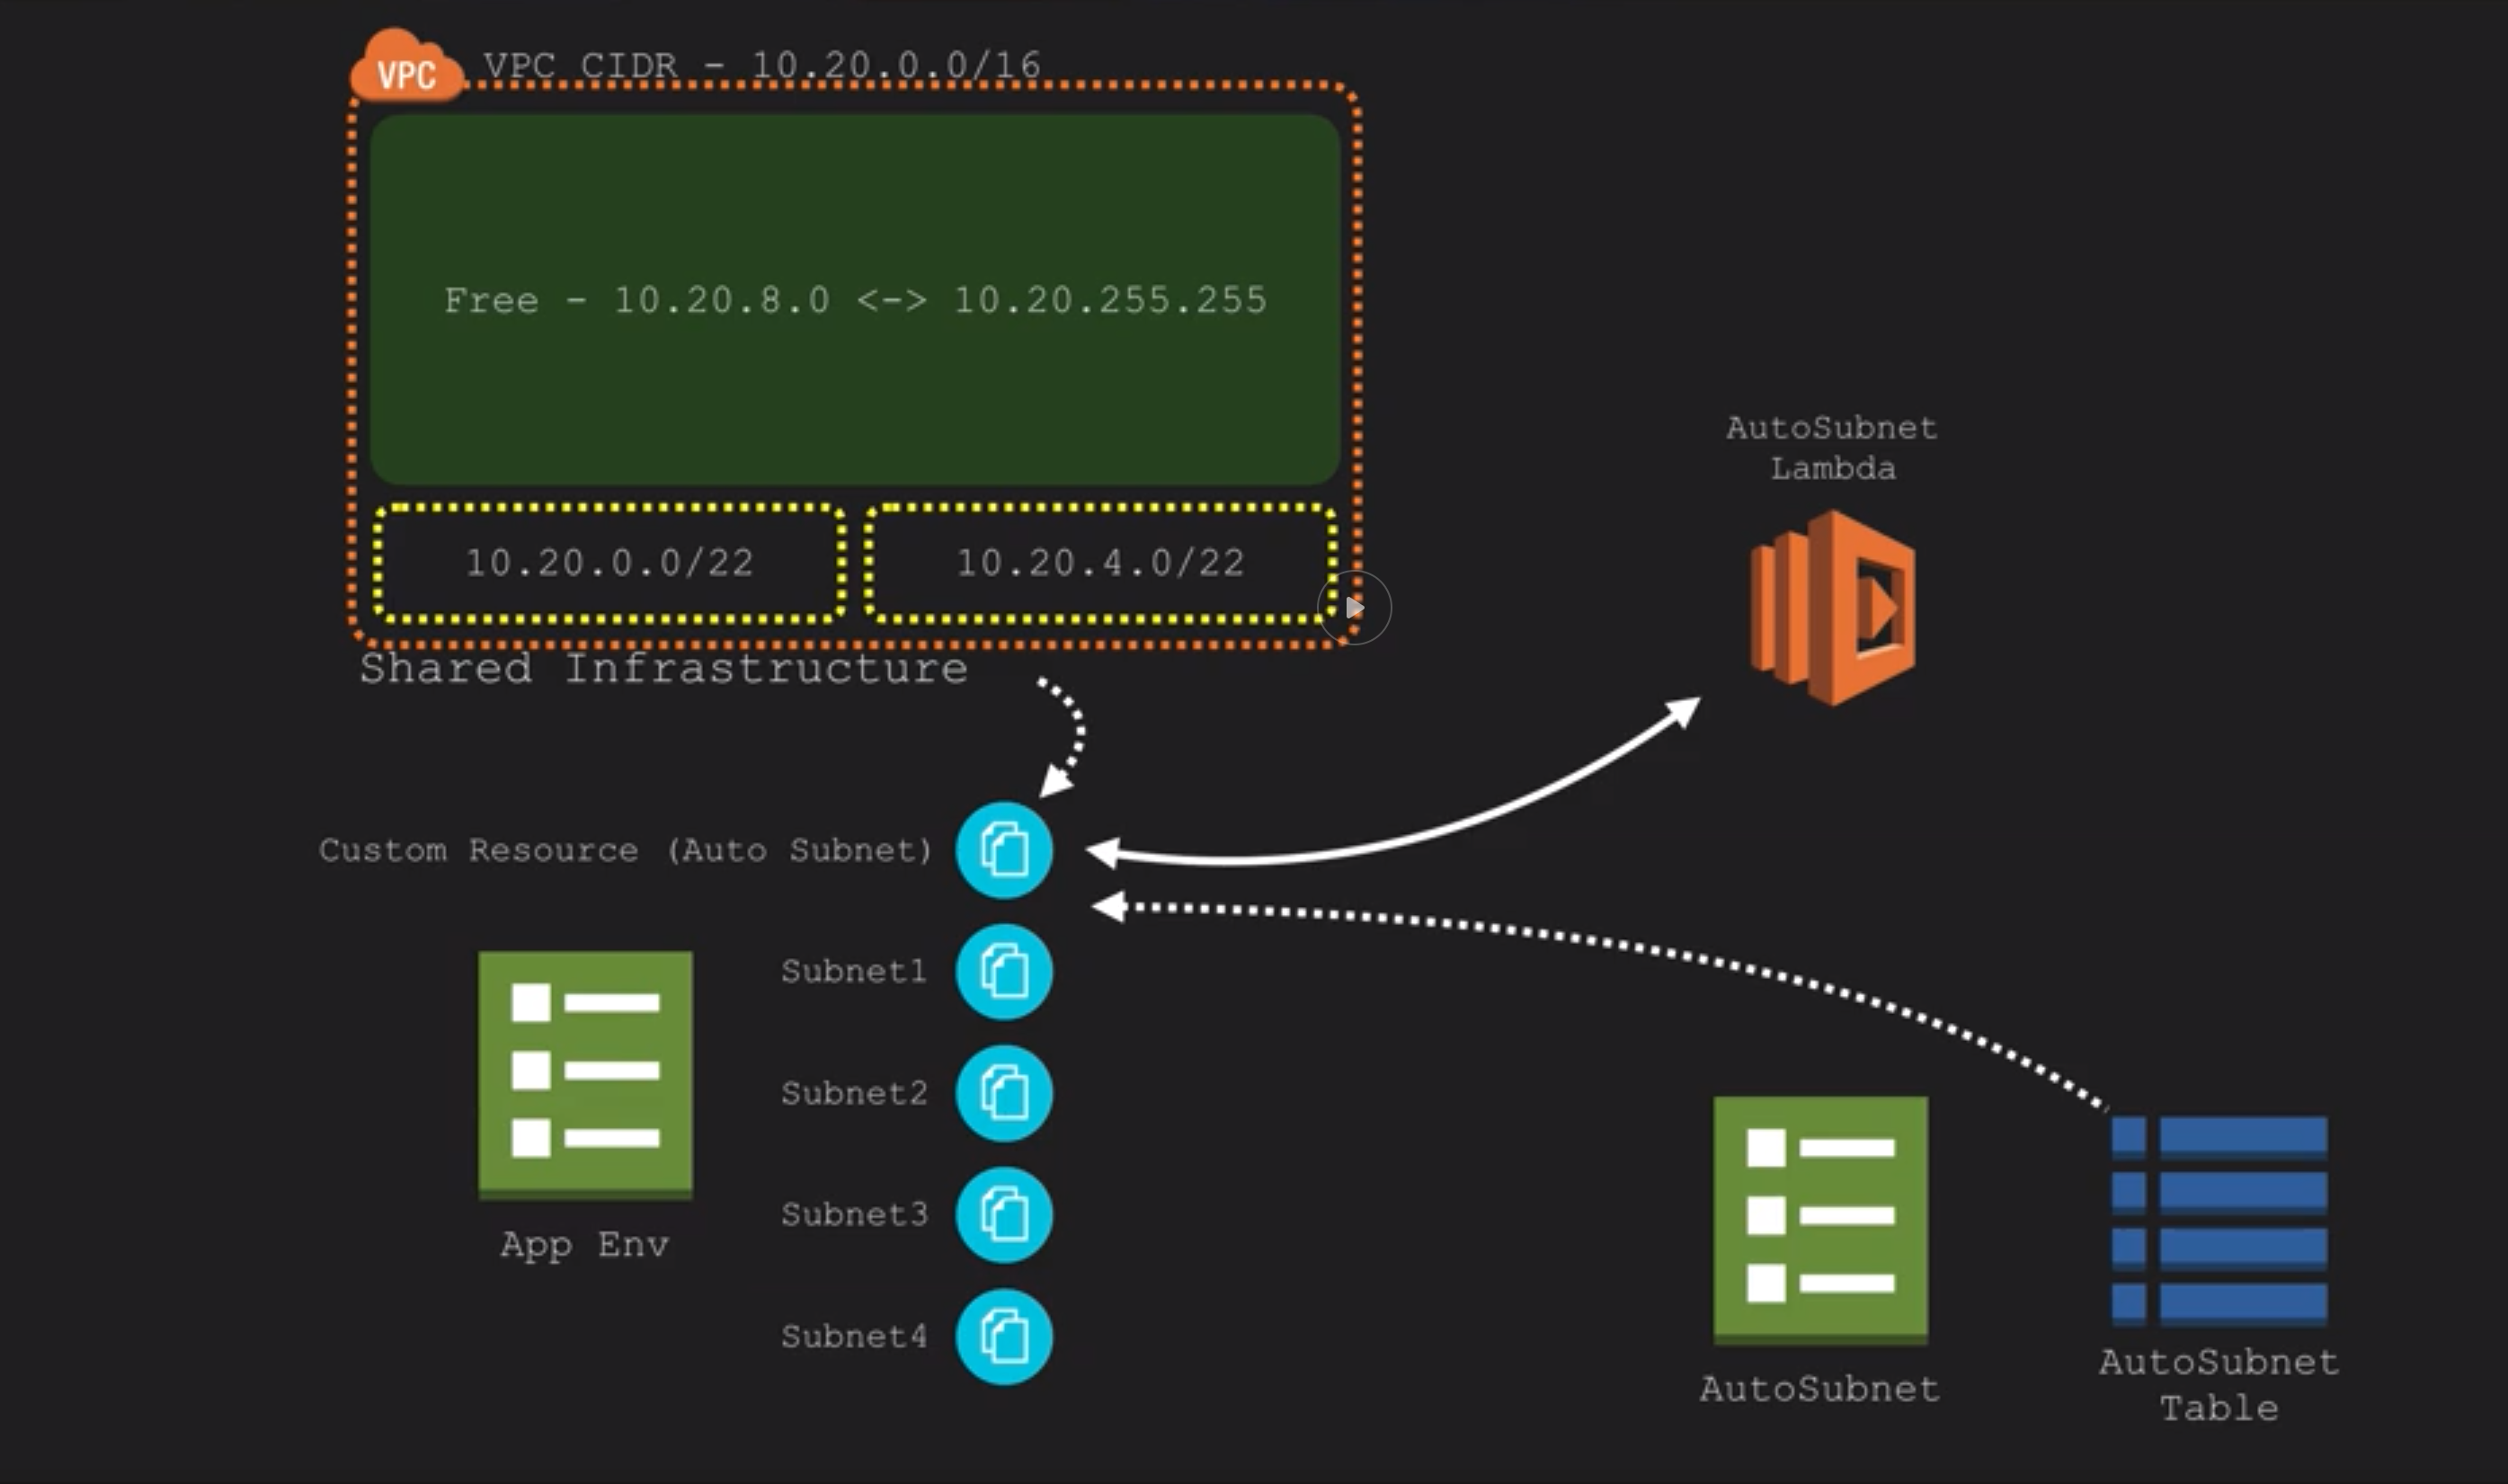 VPC
VPC CIDR - 10.20.0.0/16
Free - 10.20.8.0 <-> 10.20.255.255
10.20.0.0/22
10.20.4.0/22
Shared Infrastructure
AutoSubnet
Lambda
Custom Resource (Auto Subnet)
Subnet1
Subnet2
Subnet3
Subnet4
App Env
AutoSubnet
AutoSubnet
Table